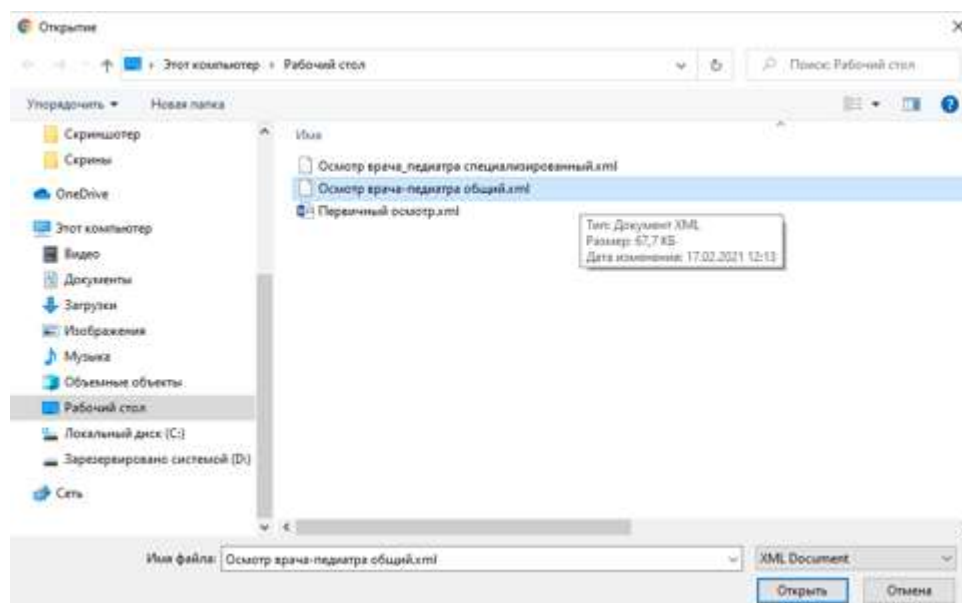 Открытие
Этот компьютер › Рабочий стол
Поиск: Рабочий стол
Упорядочить
Новая папка
Скриншотер
Скрины
OneDrive
Этот компьютер
Видео
Документы
Загрузки
Изображения
Музыка
Объемные объекты
Рабочий стол
Локальный диск (C:)
Зарезервировано системой (D:)
Сеть
Имя
Осмотр врача_педиатра специализированный.xml
Осмотр врача-педиатра общий.xml
Первичный осмотр.xml
Тип: Документ XML
Размер: 67,7 КБ
Дата изменения: 17.02.2021 12:13
Имя файла: Осмотр врача-педиатра общий.xml
XML Document
Открыть
Отмена